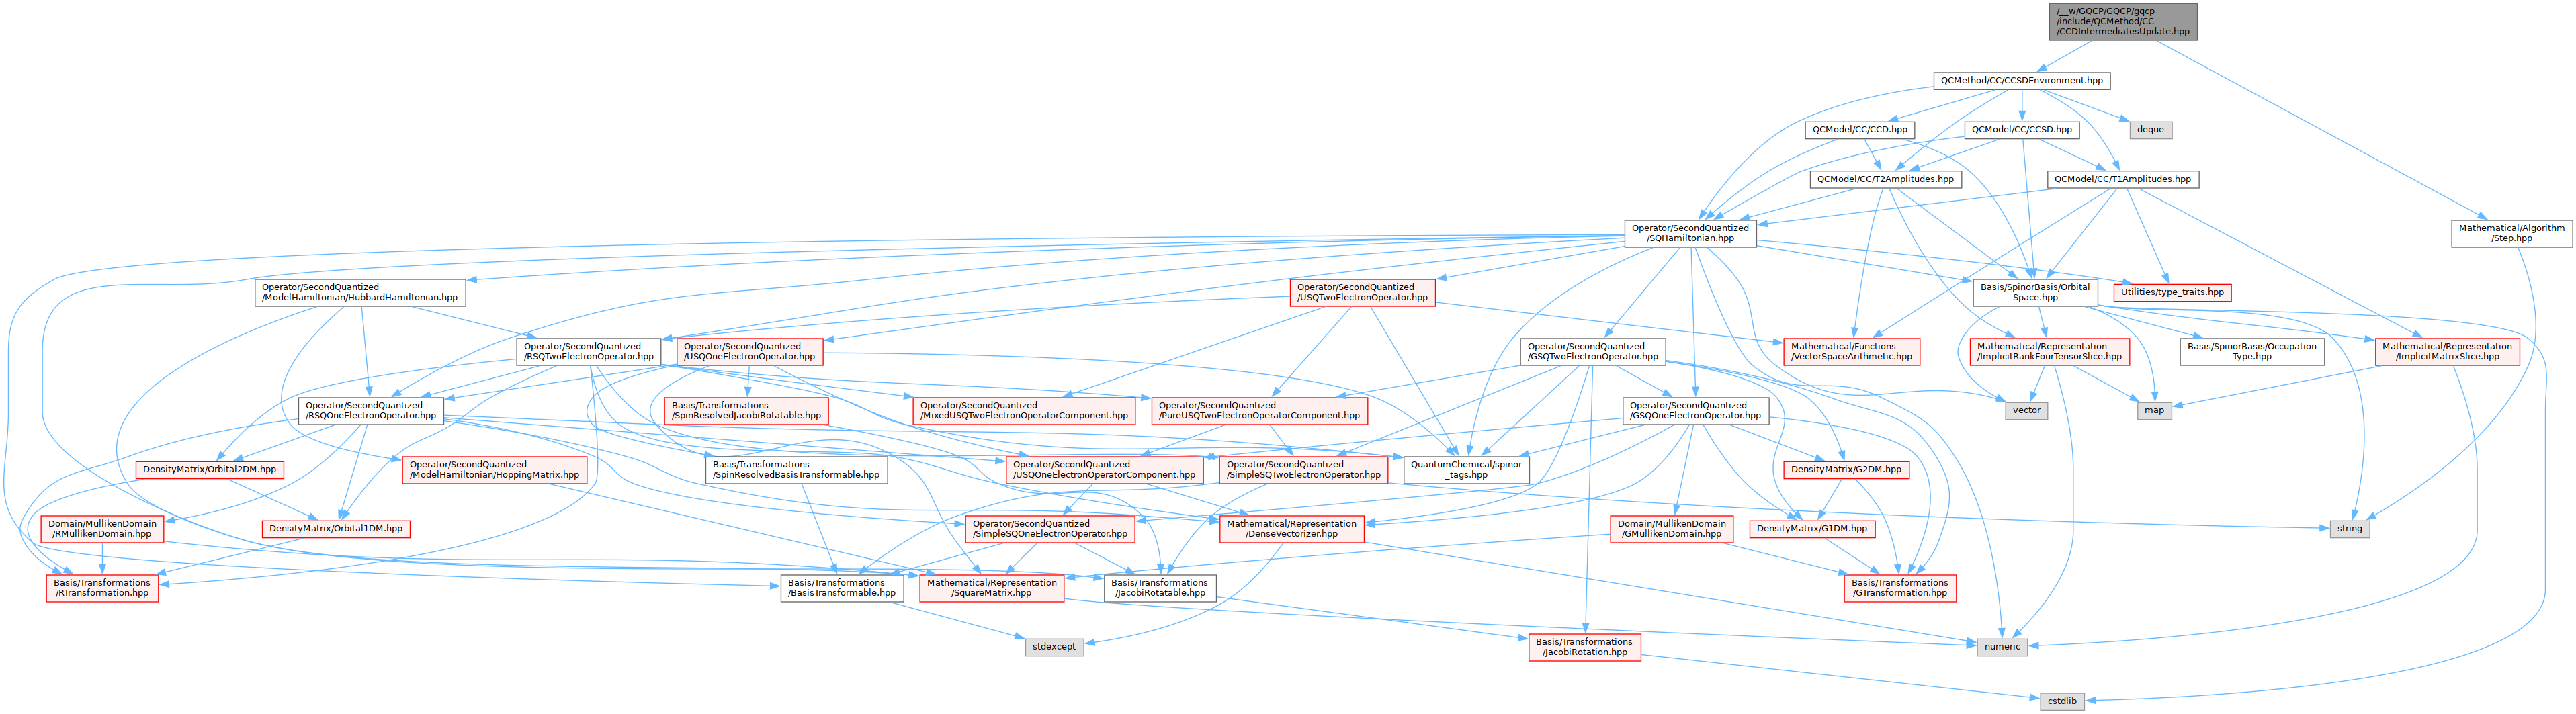 /__w/GQCP/GQCP/gqcp
/include/QCMethod/CC
/CCDIntermediatesUpdate.hpp
QCMethod/CC/CCSDEnvironment.hpp
QCModel/CC/CCD.hpp
QCModel/CC/CCSD.hpp
deque
QCModel/CC/T2Amplitudes.hpp
QCModel/CC/T1Amplitudes.hpp
Operator/SecondQuantized
/SQHamiltonian.hpp
Mathematical/Algorithm
/Step.hpp
Operator/SecondQuantized
/ModelHamiltonian/HubbardHamiltonian.hpp
Operator/SecondQuantized
/USQTwoElectronOperator.hpp
Basis/SpinorBasis/Orbital
Space.hpp
Utilities/type_traits.hpp
Operator/SecondQuantized
/RSQTwoElectronOperator.hpp
Operator/SecondQuantized
/USQOneElectronOperator.hpp
Operator/SecondQuantized
/GSQTwoElectronOperator.hpp
Mathematical/Functions
/VectorSpaceArithmetic.hpp
Mathematical/Representation
/ImplicitRankFourTensorSlice.hpp
Basis/SpinorBasis/Occupation
Type.hpp
Mathematical/Representation
/ImplicitMatrixSlice.hpp
Operator/SecondQuantized
/RSQOneElectronOperator.hpp
Basis/Transformations
/SpinResolvedJacobiRotatable.hpp
Operator/SecondQuantized
/MixedUSQTwoElectronOperatorComponent.hpp
Operator/SecondQuantized
/PureUSQTwoElectronOperatorComponent.hpp
Operator/SecondQuantized
/GSQOneElectronOperator.hpp
vector
map
DensityMatrix/Orbital2DM.hpp
Operator/SecondQuantized
/ModelHamiltonian/HoppingMatrix.hpp
Basis/Transformations
/SpinResolvedBasisTransformable.hpp
Operator/SecondQuantized
/USQOneElectronOperatorComponent.hpp
Operator/SecondQuantized
/SimpleSQTwoElectronOperator.hpp
QuantumChemical/spinor
_tags.hpp
DensityMatrix/G2DM.hpp
Domain/MullikenDomain
/RMullikenDomain.hpp
DensityMatrix/Orbital1DM.hpp
Operator/SecondQuantized
/SimpleSQOneElectronOperator.hpp
Mathematical/Representation
/DenseVectorizer.hpp
Domain/MullikenDomain
/GMullikenDomain.hpp
DensityMatrix/G1DM.hpp
string
Basis/Transformations
/RTransformation.hpp
Basis/Transformations
/BasisTransformable.hpp
Mathematical/Representation
/SquareMatrix.hpp
Basis/Transformations
/JacobiRotatable.hpp
Basis/Transformations
/GTransformation.hpp
stdexcept
Basis/Transformations
/JacobiRotation.hpp
numeric
cstdlib